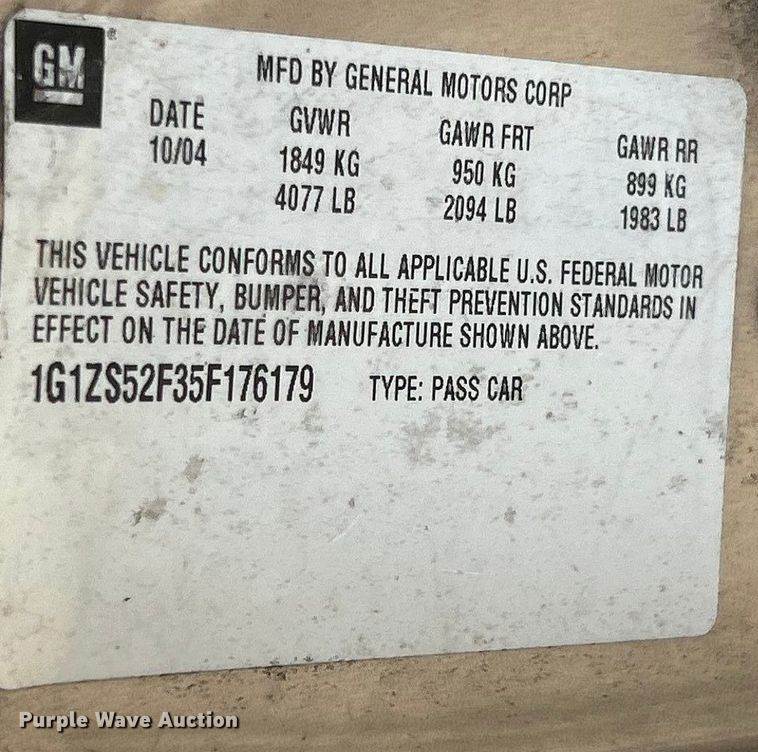 GM®
MFD BY GENERAL MOTORS CORP
DATE GVWR GAWR FRT GAWR RR
10/04 1849 KG 950 KG 899 KG
4077 LB 2094 LB 1983 LB
THIS VEHICLE CONFORMS TO ALL APPLICABLE U.S. FEDERAL MOTOR
VEHICLE SAFETY, BUMPER, AND THEFT PREVENTION STANDARDS IN
EFFECT ON THE DATE OF MANUFACTURE SHOWN ABOVE.
1G1ZS52F35F176179 TYPE: PASS CAR
Purple Wave Auction